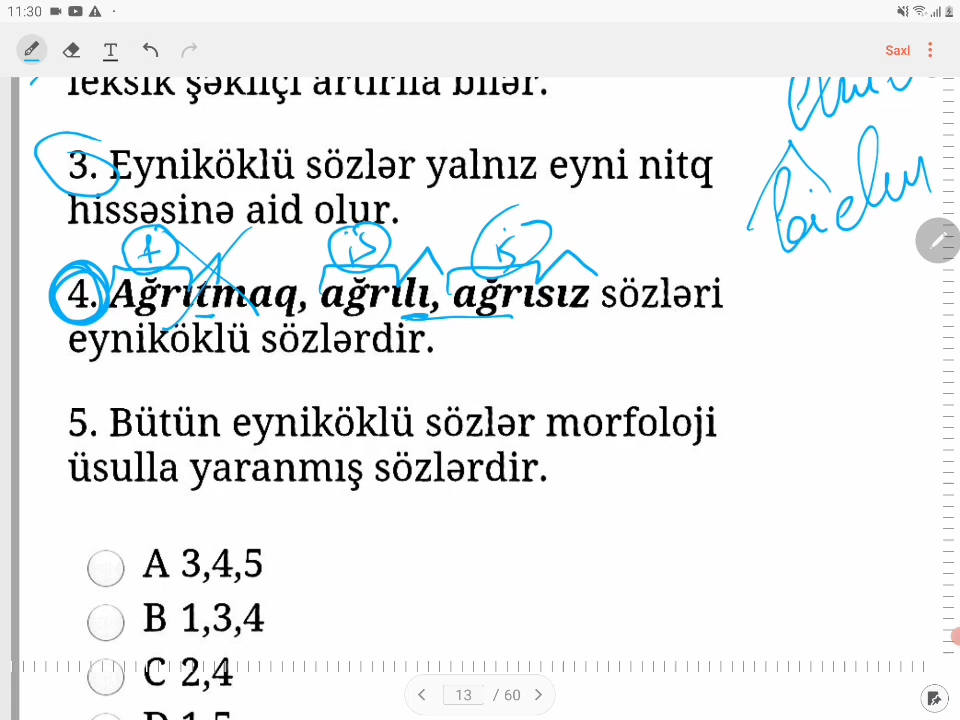 11:30
T
Saxl
leksik şəkilçi artırıla bilər.
3. Eyniköklü sözlər yalnız eyni nitq
hissəsinə aid olur.
4. Ağrıtmaq, ağrılı, ağrısız sözləri
eyniköklü sözlərdir.
5. Bütün eyniköklü sözlər morfoloji
üsulla yaranmış sözlərdir.
A 3,4,5
B 1,3,4
C 2,4
D 1,5
13 / 60